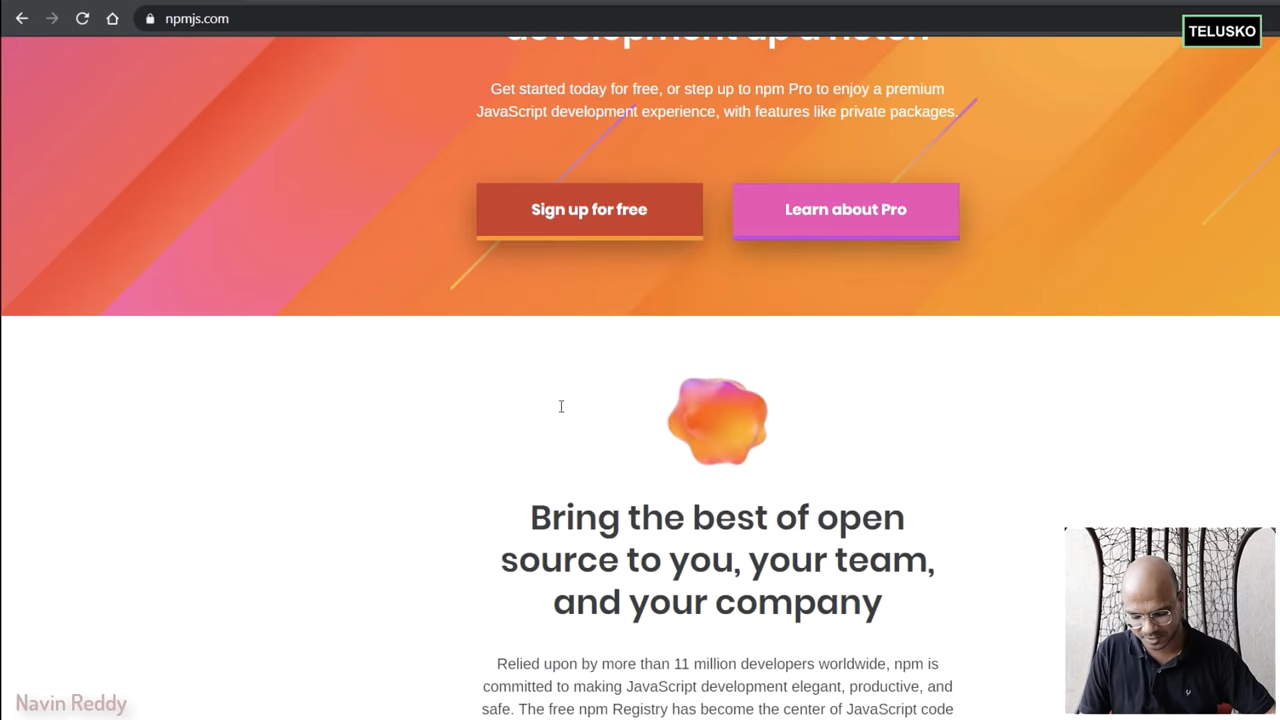 npmjs.com
TELUSKO
development up a notch
Get started today for free, or step up to npm Pro to enjoy a premium
JavaScript development experience, with features like private packages.
Sign up for free
Learn about Pro
Bring the best of open
source to you, your team,
and your company
Relied upon by more than 11 million developers worldwide, npm is
committed to making JavaScript development elegant, productive, and
safe. The free npm Registry has become the center of JavaScript code
Navin Reddy